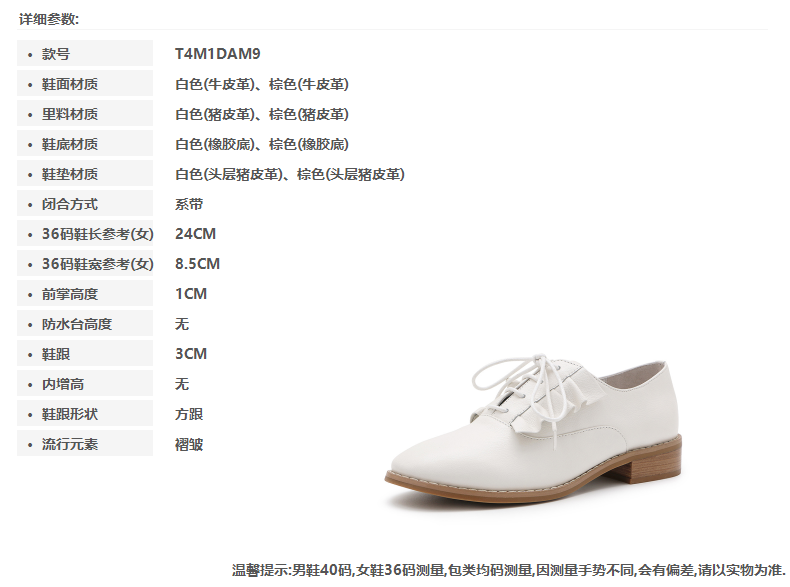 详细参数:
• 款号 T4M1DAM9
• 鞋面材质 白色(牛皮革)、棕色(牛皮革)
• 里料材质 白色(猪皮革)、棕色(猪皮革)
• 鞋底材质 白色(橡胶底)、棕色(橡胶底)
• 鞋垫材质 白色(头层猪皮革)、棕色(头层猪皮革)
• 闭合方式 系带
• 36码鞋长参考(女) 24CM
• 36码鞋宽参考(女) 8.5CM
• 前掌高度 1CM
• 防水台高度 无
• 鞋跟 3CM
• 内增高 无
• 鞋跟形状 方跟
• 流行元素 褶皱
温馨提示:男鞋40码,女鞋36码测量,包类均码测量,因测量手势不同,会有偏差,请以实物为准.